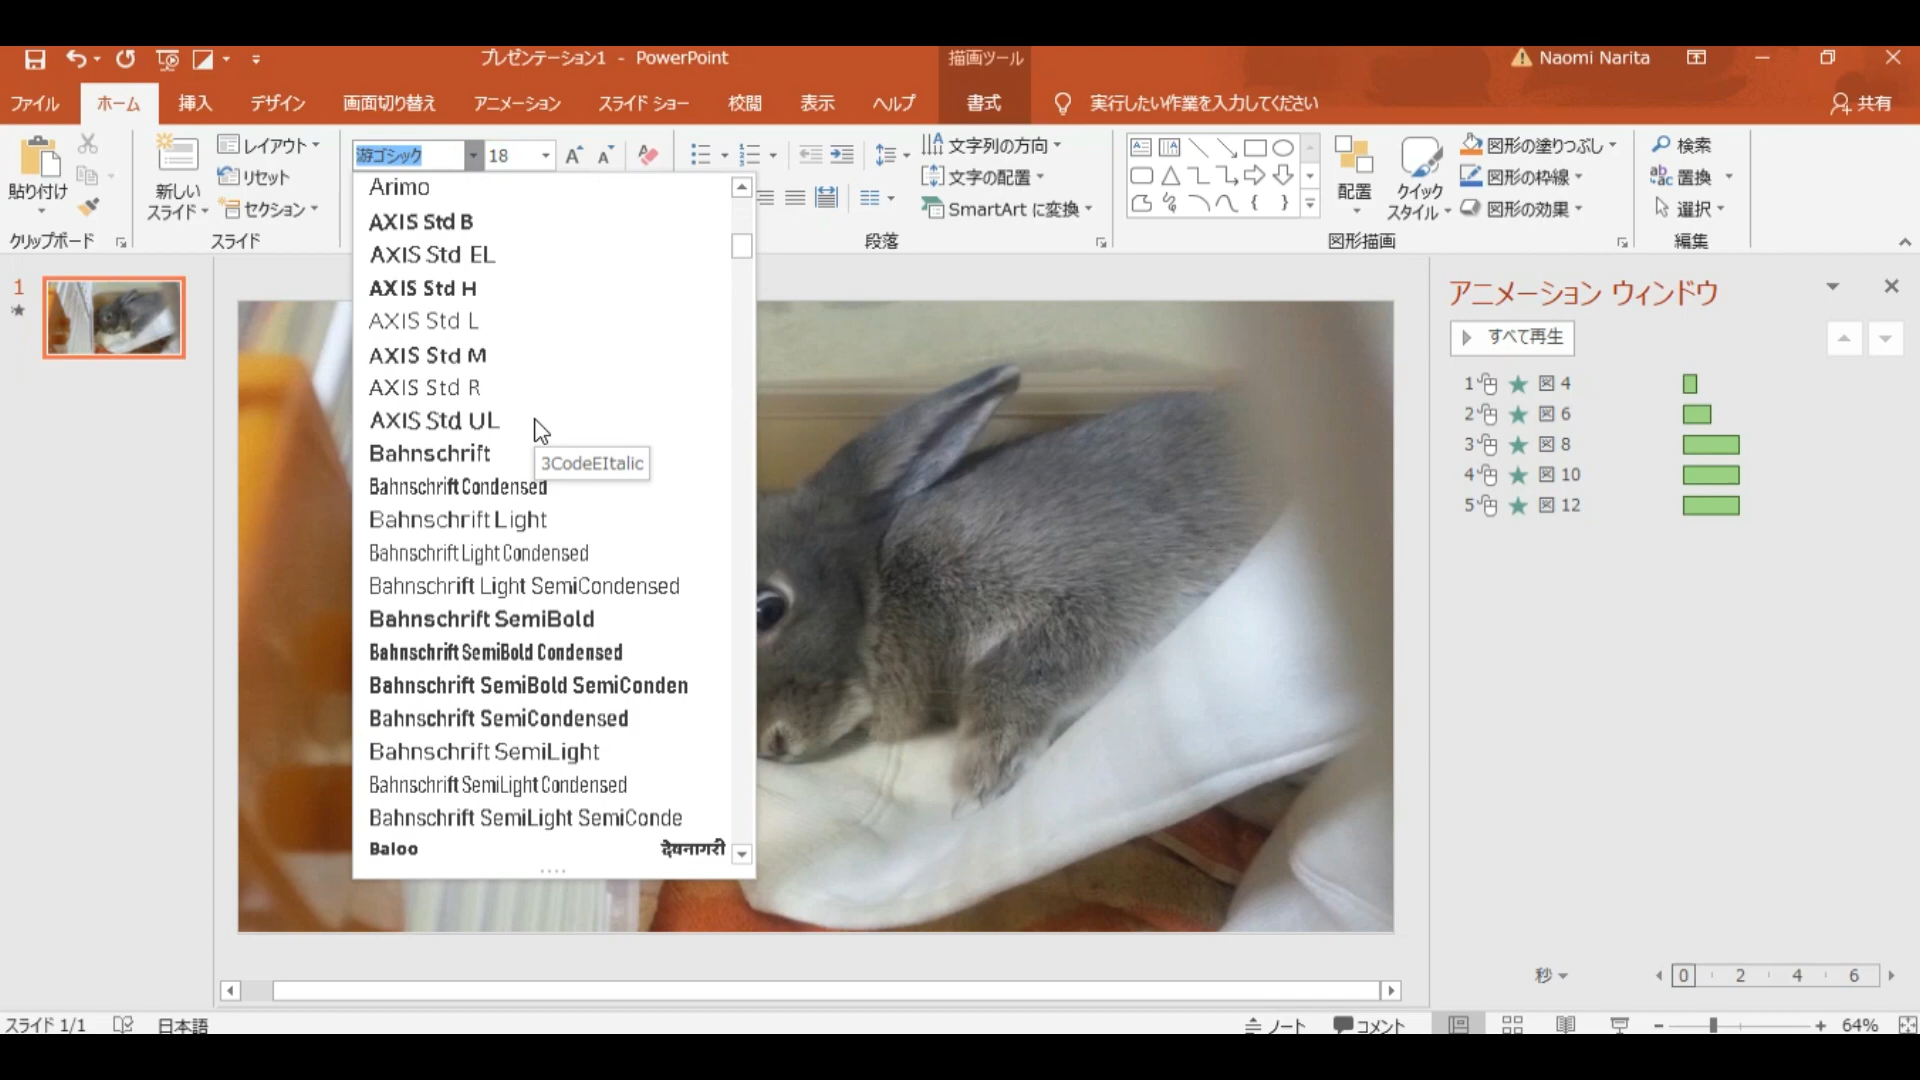 プレゼンテーション1 - PowerPoint
描画ツール
Naomi Narita
ファイル ホーム 挿入 デザイン 画面切り替え アニメーション スライド ショー 校閲 表示 ヘルプ 書式 実行したい作業を入力してください 共有
貼り付け
クリップボード
新しい
スライド
レイアウト
リセット
セクション
スライド
游ゴシック
18
文字列の方向
文字の配置
SmartArt に変換
段落
配置
クイック
スタイル
図形の塗りつぶし
図形の枠線
図形の効果
図形描画
検索
置換
選択
編集
1
Arimo
AXIS Std B
AXIS Std EL
AXIS Std H
AXIS Std L
AXIS Std M
AXIS Std R
AXIS Std UL
Bahnschrift
3CodeEItalic
Bahnschrift Condensed
Bahnschrift Light
Bahnschrift Light Condensed
Bahnschrift Light SemiCondensed
Bahnschrift SemiBold
Bahnschrift SemiBold Condensed
Bahnschrift SemiBold SemiConden
Bahnschrift SemiCondensed
Bahnschrift SemiLight
Bahnschrift SemiLight Condensed
Bahnschrift SemiLight SemiConde
Baloo देवनागरी
アニメーション ウィンドウ
すべて再生
1 図 4
2 図 6
3 図 8
4 図 10
5 図 12
秒 0 2 4 6
スライド 1/1 日本語 ノート コメント 64%